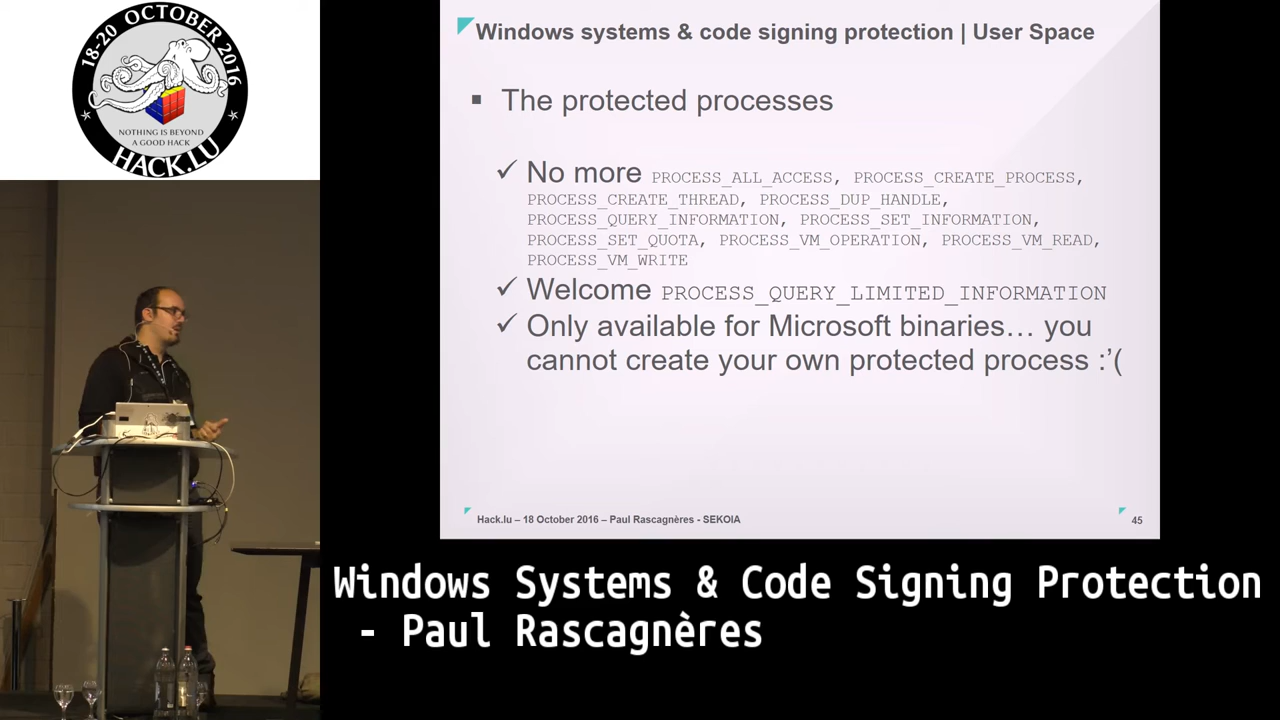 18-20 OCTOBER 2016
NOTHING IS BEYOND
A GOOD HACK
HACK.LU
Windows systems & code signing protection | User Space
▪ The protected processes
✓ No more PROCESS_ALL_ACCESS, PROCESS_CREATE_PROCESS,
PROCESS_CREATE_THREAD, PROCESS_DUP_HANDLE,
PROCESS_QUERY_INFORMATION, PROCESS_SET_INFORMATION,
PROCESS_SET_QUOTA, PROCESS_VM_OPERATION, PROCESS_VM_READ,
PROCESS_VM_WRITE
✓ Welcome PROCESS_QUERY_LIMITED_INFORMATION
✓ Only available for Microsoft binaries… you
cannot create your own protected process :’(
Hack.lu – 18 October 2016 – Paul Rascagnères - SEKOIA
45
Windows Systems & Code Signing Protection
- Paul Rascagnères